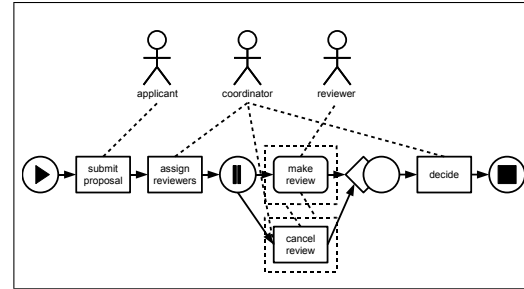 applicant
coordinator
reviewer
submit
proposal
assign
reviewers
make
review
decide
cancel
review